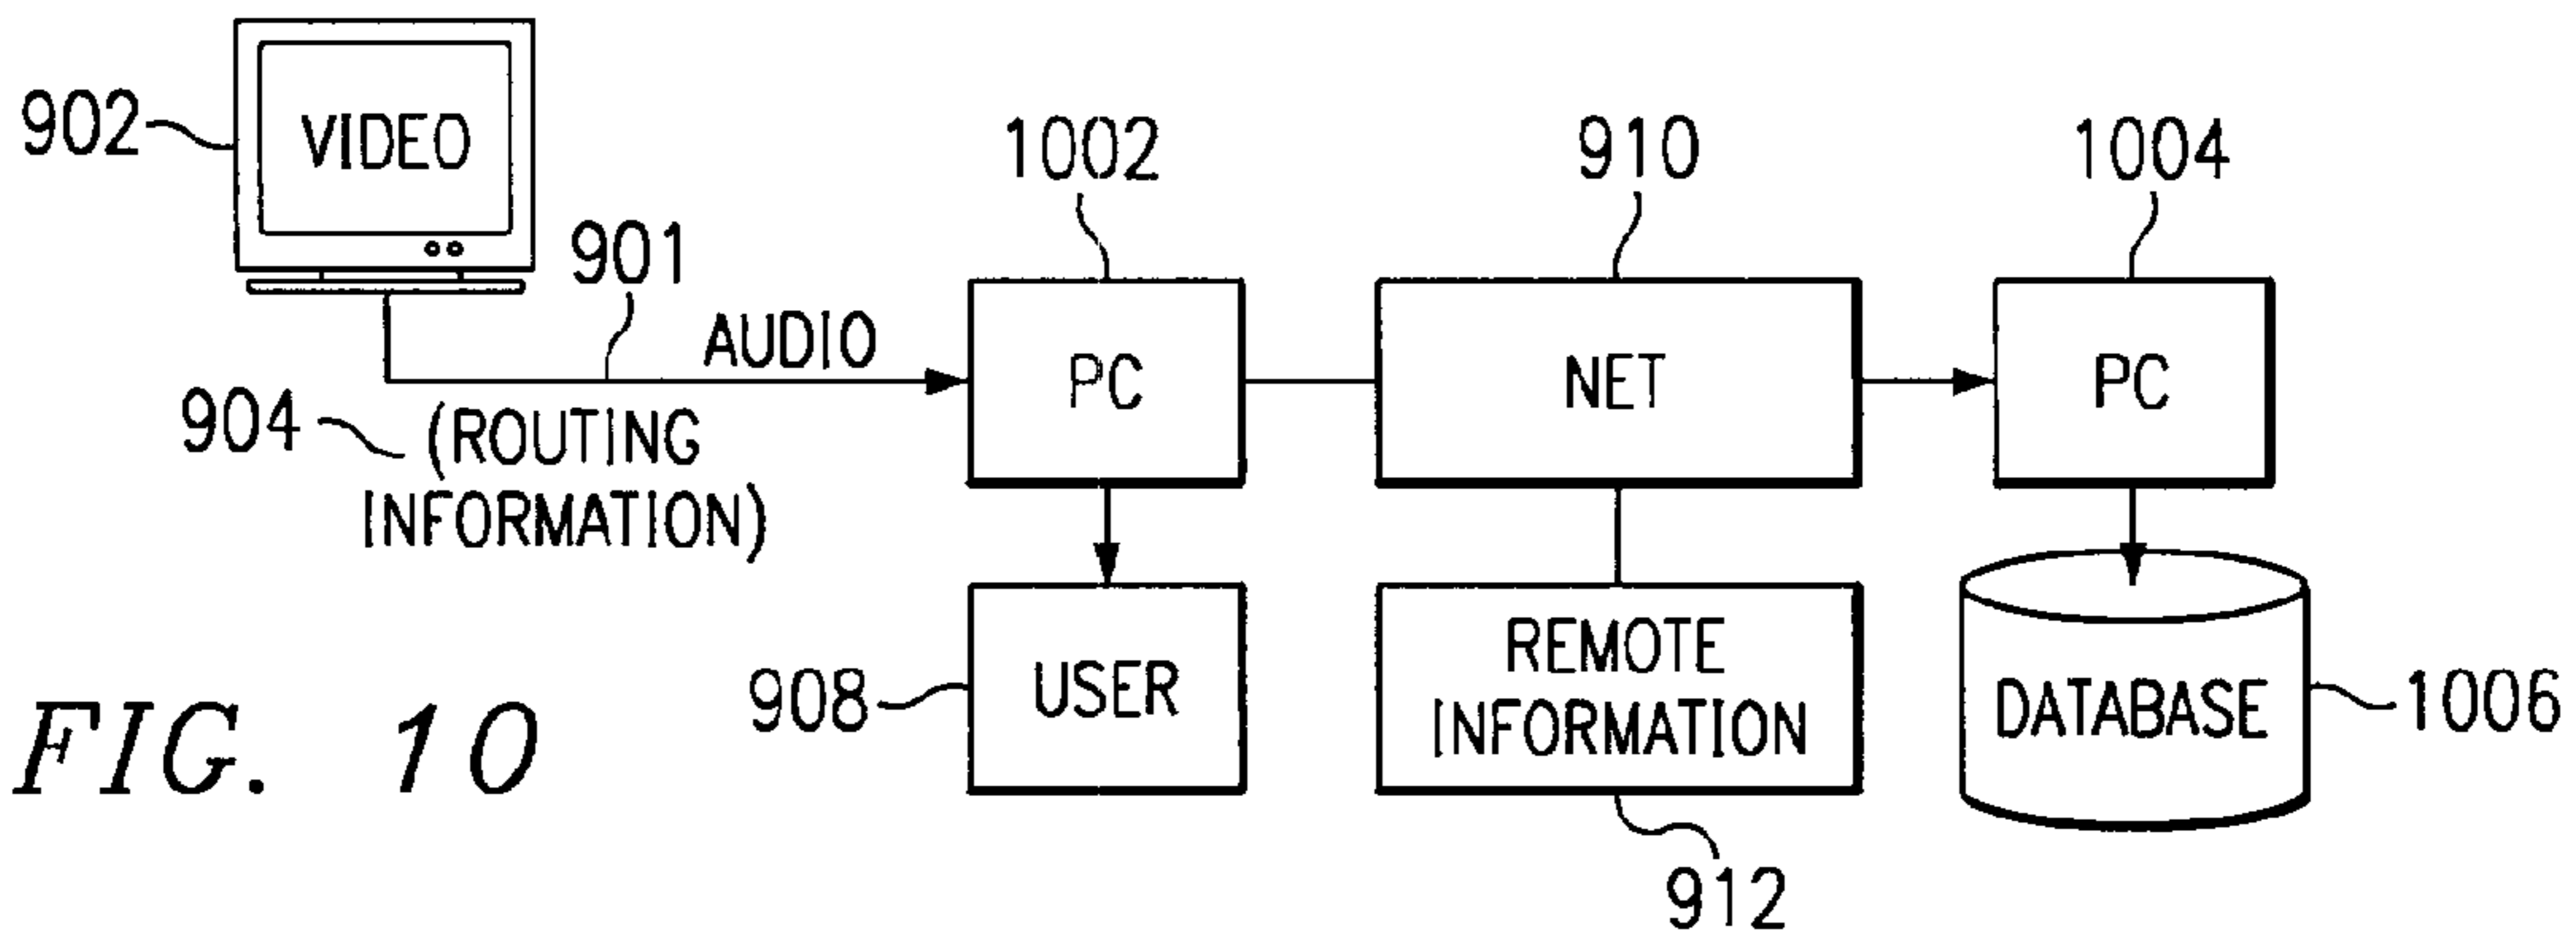 902
VIDEO
901
AUDIO
904
(ROUTING
INFORMATION)
1002
PC
910
NET
1004
PC
908
USER
REMOTE
INFORMATION
912
DATABASE
1006
FIG. 10